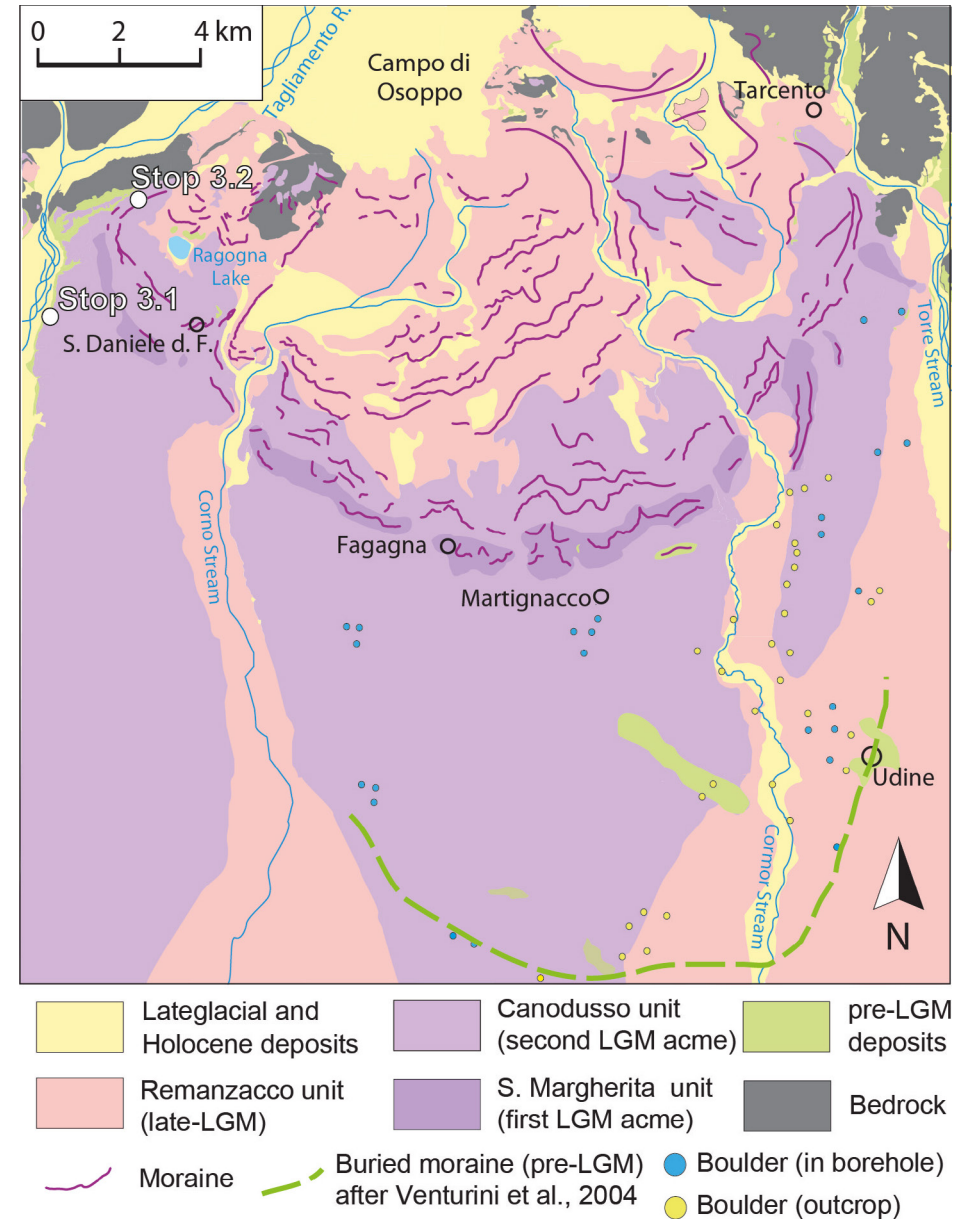 0 2 4 km
Tagliamento R.
Campo di
Osoppo
Tarcento
Stop 3.2
Ragogna
Lake
Stop 3.1
S. Daniele d. F.
Torre Stream
Corno Stream
Fagagna
Martignacco
Udine
Cormor Stream
N
Lateglacial and
Holocene deposits
Canodusso unit
(second LGM acme)
pre-LGM
deposits
Remanzacco unit
(late-LGM)
S. Margherita unit
(first LGM acme)
Bedrock
Moraine
Buried moraine (pre-LGM)
after Venturini et al., 2004
Boulder (in borehole)
Boulder (outcrop)